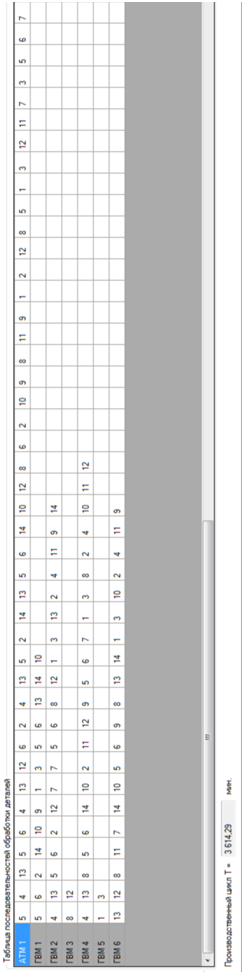 Таблица последовательностей обработки деталей
АТМ 1 5 4 13 5 6 4 13 12 6 2 4 13 5 2 14 13 5 6 14 10 12 8 6 2 10 9 8 11 9 1 2 12 8 5 1 3 12 11 7 3 5 6 7
ГВМ 1 5 6 2 14 10 9 1 3 5 6 13 14 10
ГВМ 2 4 13 5 6 2 12 7 7 5 6 8 12 1 3 13 2 4 11 9 14
ГВМ 3 8 12
ГВМ 4 4 13 8 5 6 14 10 2 11 12 9 5 6 7 1 3 8 2 4 10 11 12
ГВМ 5 1 3
ГВМ 6 13 12 8 11 7 14 10 5 6 9 8 13 14 1 3 10 2 4 11 9
Производственный цикл T = 3 614,29 мин.